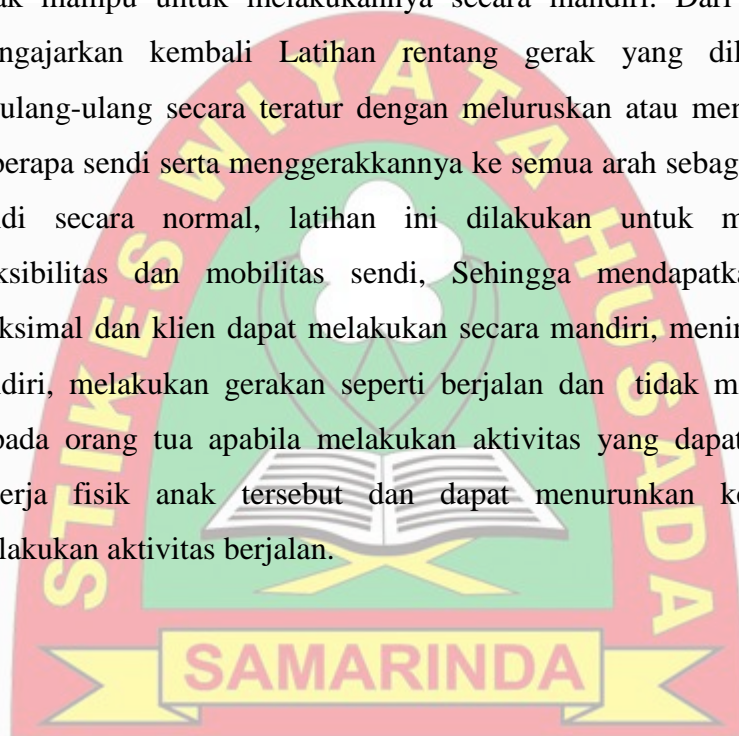 ak mampu untuk melakukannya secara mandiri. Dari
ngajarkan kembali Latihan rentang gerak yang dil
ulang-ulang secara teratur dengan meluruskan atau men
berapa sendi serta menggerakkannya ke semua arah sebag
di secara normal, latihan ini dilakukan untuk m
ksibilitas dan mobilitas sendi, Sehingga mendapatka
ksimal dan klien dapat melakukan secara mandiri, menin
diri, melakukan gerakan seperti berjalan dan tidak m
pada orang tua apabila melakukan aktivitas yang dapat
erja fisik anak tersebut dan dapat menurunkan ke
lakukan aktivitas berjalan.
STIKES WIYATA HUSADA
SAMARINDA